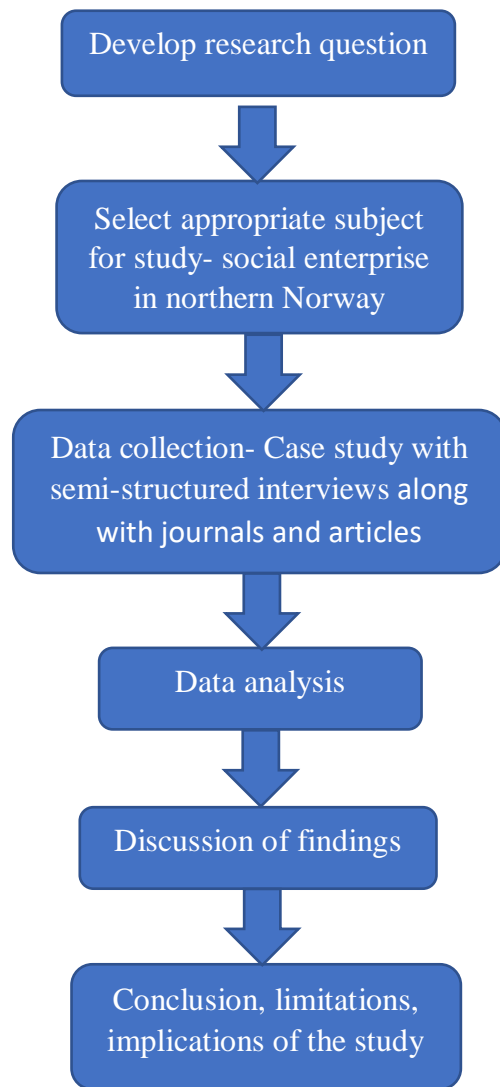 Develop research question
Select appropriate subject
for study- social enterprise
in northern Norway
Data collection- Case study with
semi-structured interviews along
with journals and articles
Data analysis
Discussion of findings
Conclusion, limitations,
implications of the study